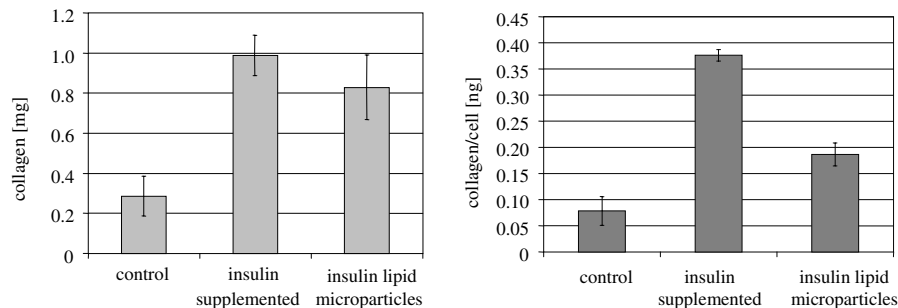 collagen [mg]
1.2
1.0
0.8
0.6
0.4
0.2
0
control
insulin
supplemented
insulin lipid
microparticles
collagen/cell [ng]
0.45
0.40
0.35
0.30
0.25
0.20
0.15
0.10
0.05
0
control
insulin
supplemented
insulin lipid
microparticles